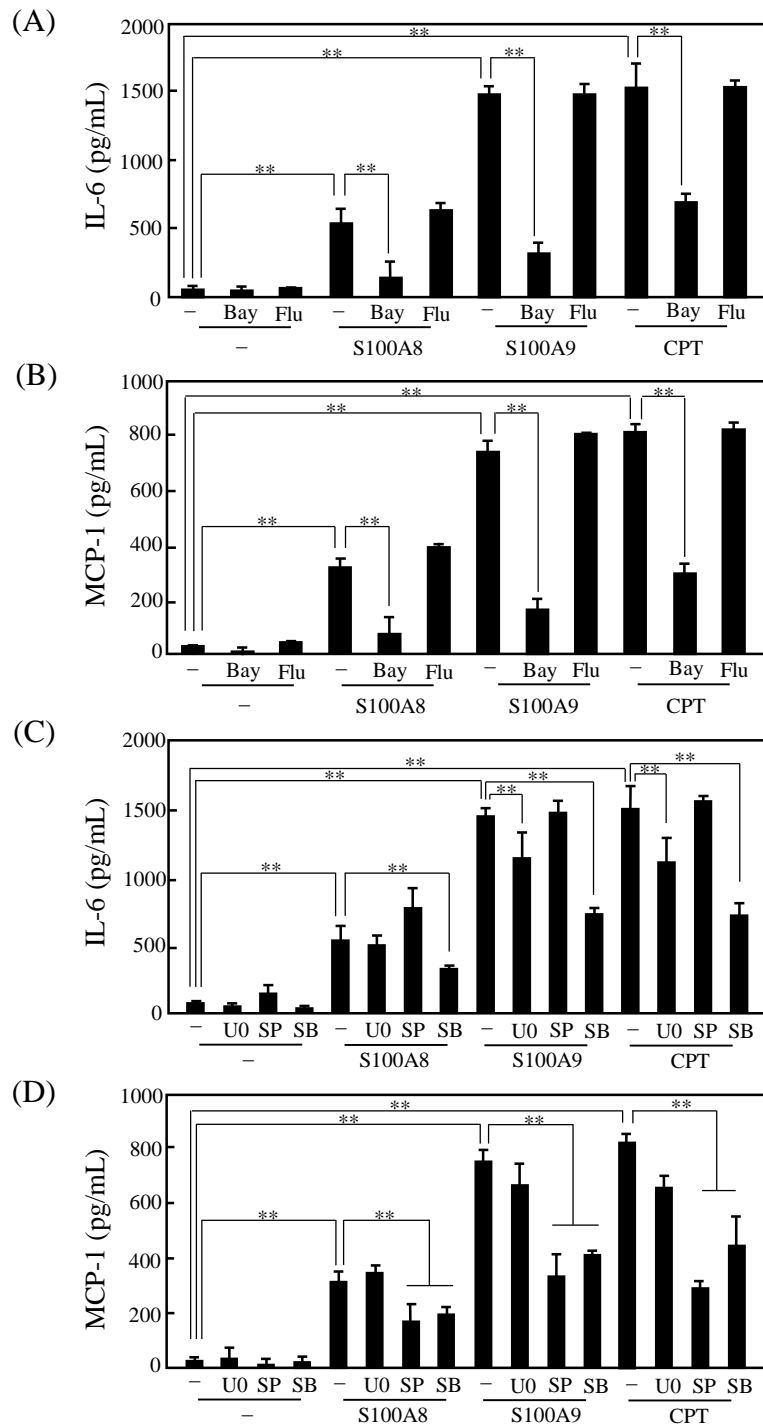 (A)
2000
1500
1000
500
0
IL-6 (pg/mL)
** ** ** ** ** **
– Bay Flu – Bay Flu – Bay Flu – Bay Flu
– S100A8 S100A9 CPT
(B)
1000
800
600
400
200
0
MCP-1 (pg/mL)
** ** ** ** ** **
– Bay Flu – Bay Flu – Bay Flu – Bay Flu
– S100A8 S100A9 CPT
(C)
2000
1500
1000
500
0
IL-6 (pg/mL)
** ** ** ** ** ** ** **
– U0 SP SB – U0 SP SB – U0 SP SB – U0 SP SB
– S100A8 S100A9 CPT
(D)
1000
800
600
400
200
0
MCP-1 (pg/mL)
** ** ** ** ** **
– U0 SP SB – U0 SP SB – U0 SP SB – U0 SP SB
– S100A8 S100A9 CPT